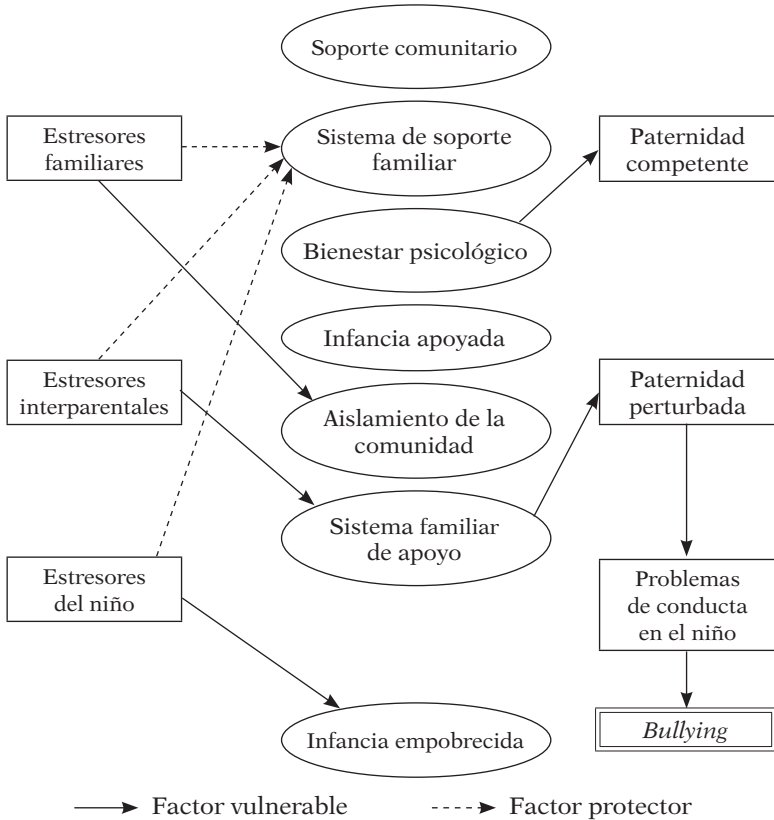 Soporte comunitario
Estresores
familiares
Sistema de soporte
familiar
Paternidad
competente
Bienestar psicológico
Infancia apoyada
Estresores
interparentales
Paternidad
perturbada
Aislamiento de la
comunidad
Sistema familiar
de apoyo
Estresores
del niño
Problemas
de conducta
en el niño
Infancia empobrecida
Bullying
Factor vulnerable
Factor protector